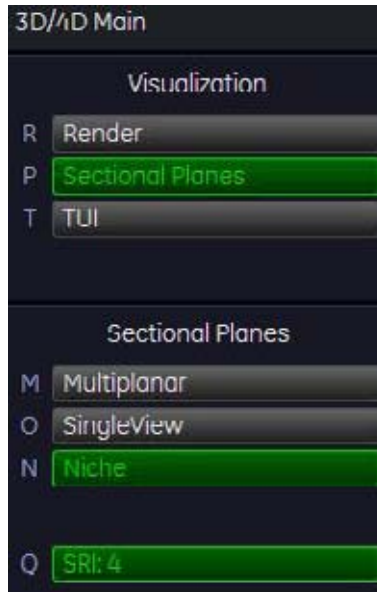 3D/4D Main
Visualization
R Render
P Sectional Planes
T TUI
Sectional Planes
M Multiplanar
O SingleView
N Niche
Q SRI: 4